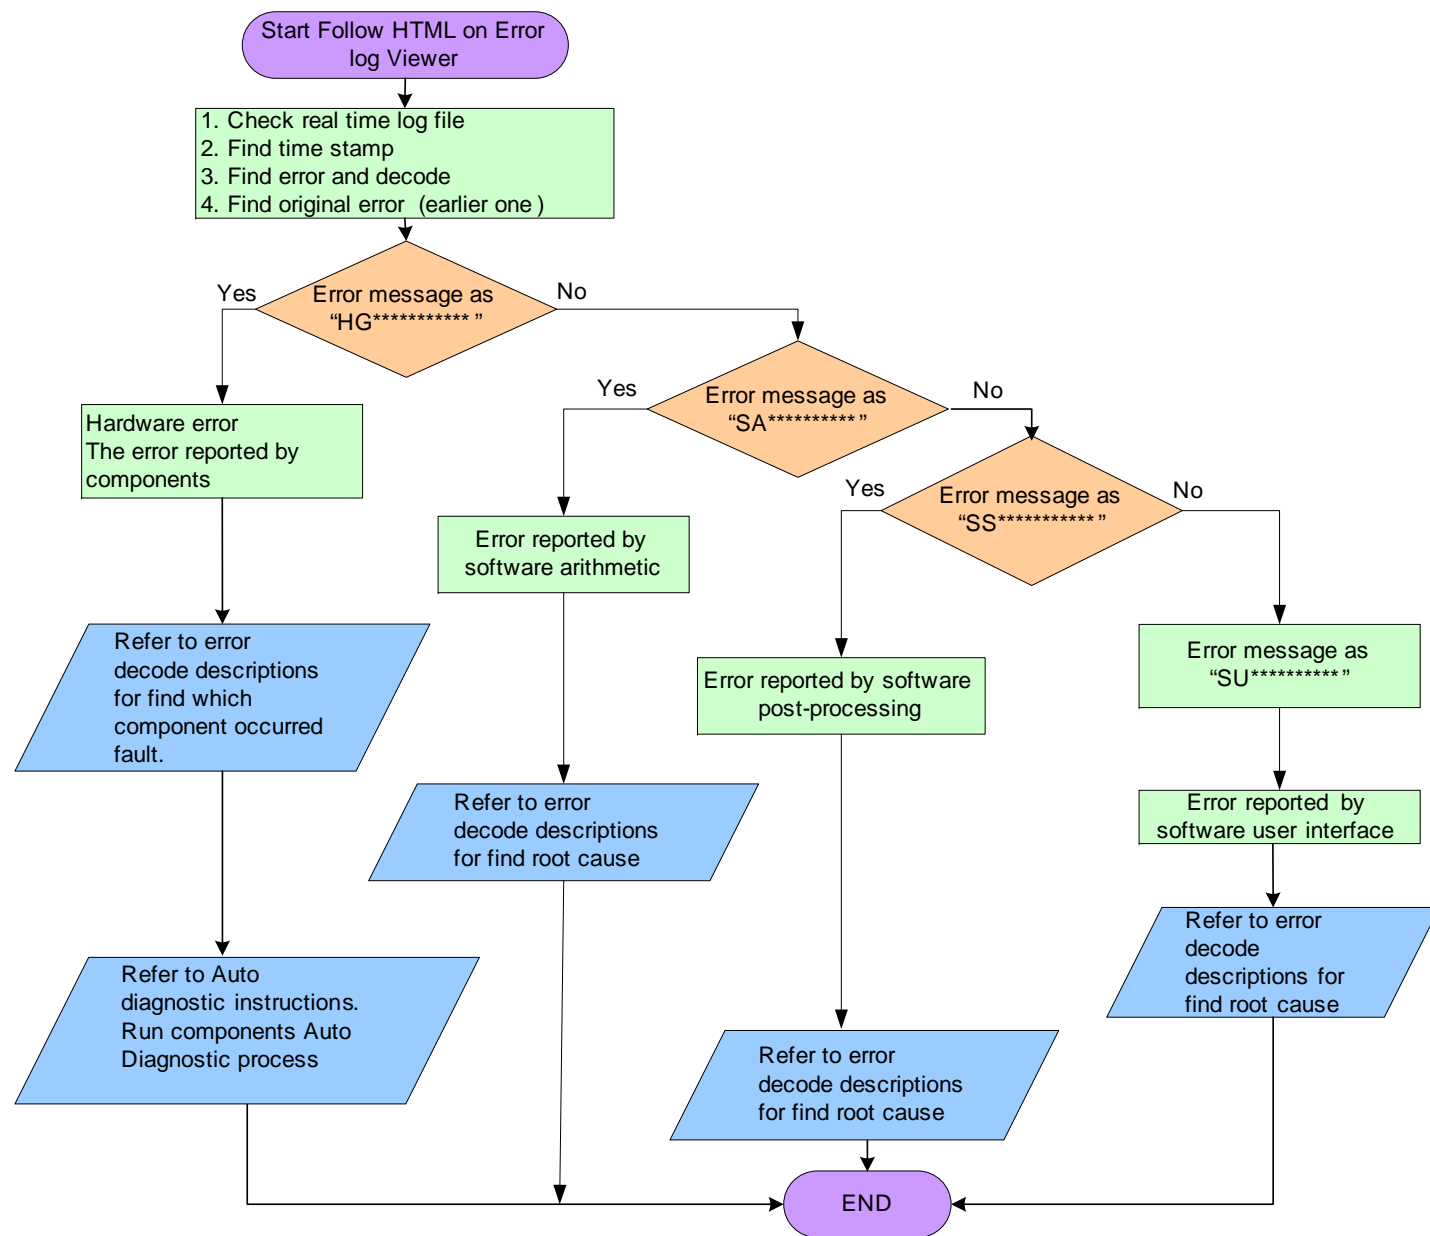 Start Follow HTML on Error
log Viewer
1. Check real time log file
2. Find time stamp
3. Find error and decode
4. Find original error (earlier one )
Yes
Error message as
“HG*********** ”
No
Hardware error
The error reported by
components
Refer to error
decode descriptions
for find which
component occurred
fault.
Refer to Auto
diagnostic instructions.
Run components Auto
Diagnostic process
Yes
Error message as
“SA********** ”
No
Error reported by
software arithmetic
Refer to error
decode descriptions
for find root cause
Yes
Error message as
“SS*********** ”
No
Error reported by software
post-processing
Refer to error
decode descriptions
for find root cause
Error message as
“SU********** ”
Error reported by
software user interface
Refer to error
decode
descriptions for
find root cause
END